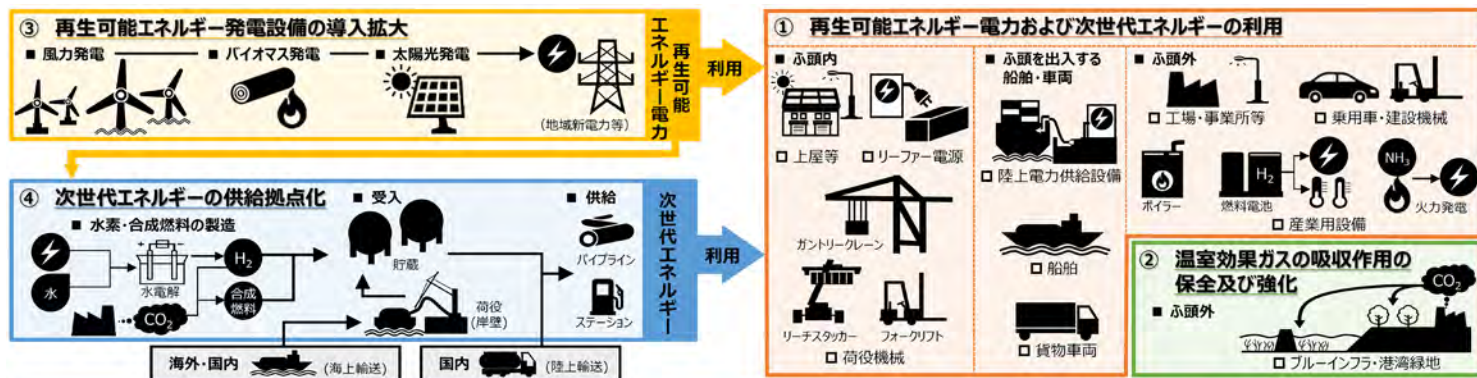 ③ 再生可能エネルギー発電設備の導入拡大
■ 風力発電
■ バイオマス発電
■ 太陽光発電
(地域新電力等)
再生可能
エネルギー電力
利用
④ 次世代エネルギーの供給拠点化
■ 水素・合成燃料の製造
水
水電解
H₂
CO₂
合成
燃料
■ 受入
貯蔵
荷役
(岸壁)
■ 供給
パイプライン
ステーション
海外・国内
(海上輸送)
国内
(陸上輸送)
次世代エネルギー
利用
① 再生可能エネルギー電力および次世代エネルギーの利用
■ ふ頭内
□ 上屋等
□ リーファー電源
ガントリークレーン
リーチスタッカー
フォークリフト
□ 荷役機械
■ ふ頭を出入する
船舶・車両
□ 陸上電力供給設備
□ 船舶
□ 貨物車両
■ ふ頭外
□ 工場・事業所等
□ 乗用車・建設機械
ボイラー
H₂
燃料電池
NH₃
火力発電
□ 産業用設備
② 温室効果ガスの吸収作用の
保全及び強化
■ ふ頭外
CO₂
□ ブルーインフラ・港湾緑地